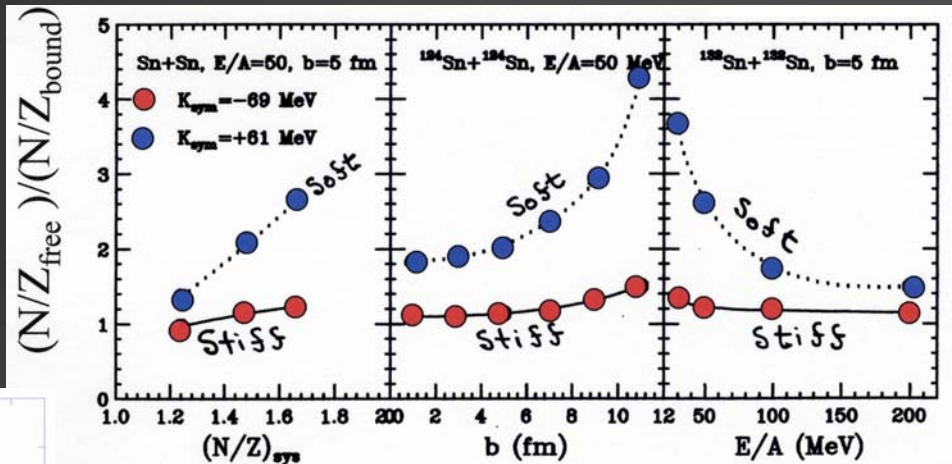 (N/Z_free)/(N/Z_bound)
5
4
3
2
1
0
Sn+Sn, E/A=50, b=5 fm
K_sym=-69 MeV
K_sym=+61 MeV
Soft
Stiff
1.0 1.2 1.4 1.6 1.8 2.0
(N/Z)_sys
¹²⁴Sn+¹²⁴Sn, E/A=50 MeV
Soft
Stiff
0 2 4 6 8 10 12
b (fm)
¹³²Sn+¹³²Sn, b=5 fm
Soft
Stiff
50 100 150 200
E/A (MeV)